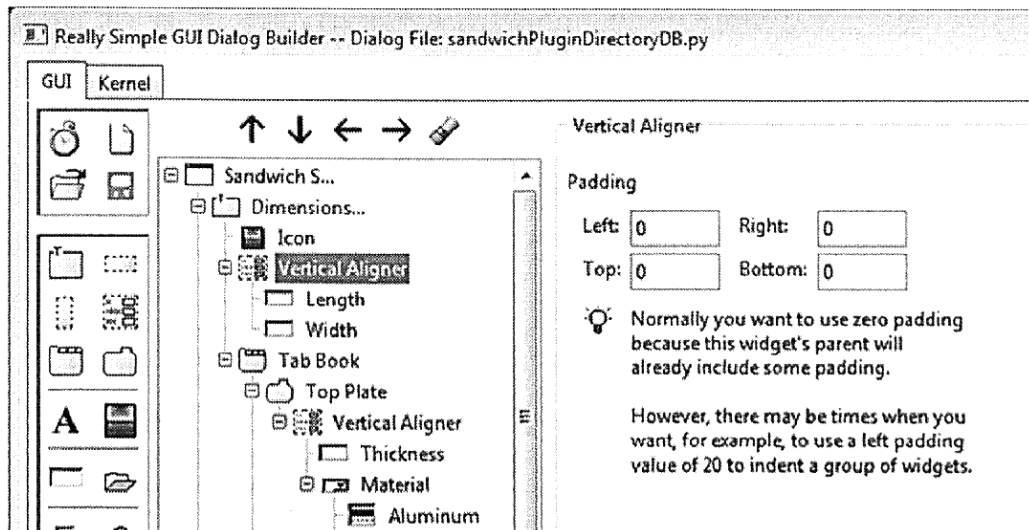 Really Simple GUI Dialog Builder -- Dialog File: sandwichPluginDirectoryDB.py
GUI Kernel
Sandwich S...
Dimensions...
Icon
Vertical Aligner
Length
Width
Tab Book
Top Plate
Vertical Aligner
Thickness
Material
Aluminum
A
Vertical Aligner
Padding
Left: 0 Right: 0
Top: 0 Bottom: 0
Normally you want to use zero padding
because this widget's parent will
already include some padding.
However, there may be times when you
want, for example, to use a left padding
value of 20 to indent a group of widgets.